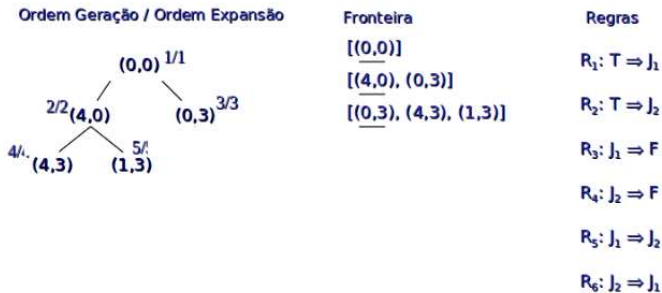 Ordem Geração / Ordem Expansão
(0,0) 1/1
2/2 (4,0)
(0,3) 3/3
4/
(4,3)
5/
(1,3)
Fronteira
[(0,0)]
[(4,0), (0,3)]
[(0,3), (4,3), (1,3)]
Regras
R₁: T ⇒ J₁
R₂: T ⇒ J₂
R₃: J₁ ⇒ F
R₄: J₂ ⇒ F
R₅: J₁ ⇒ J₂
R₆: J₂ ⇒ J₁